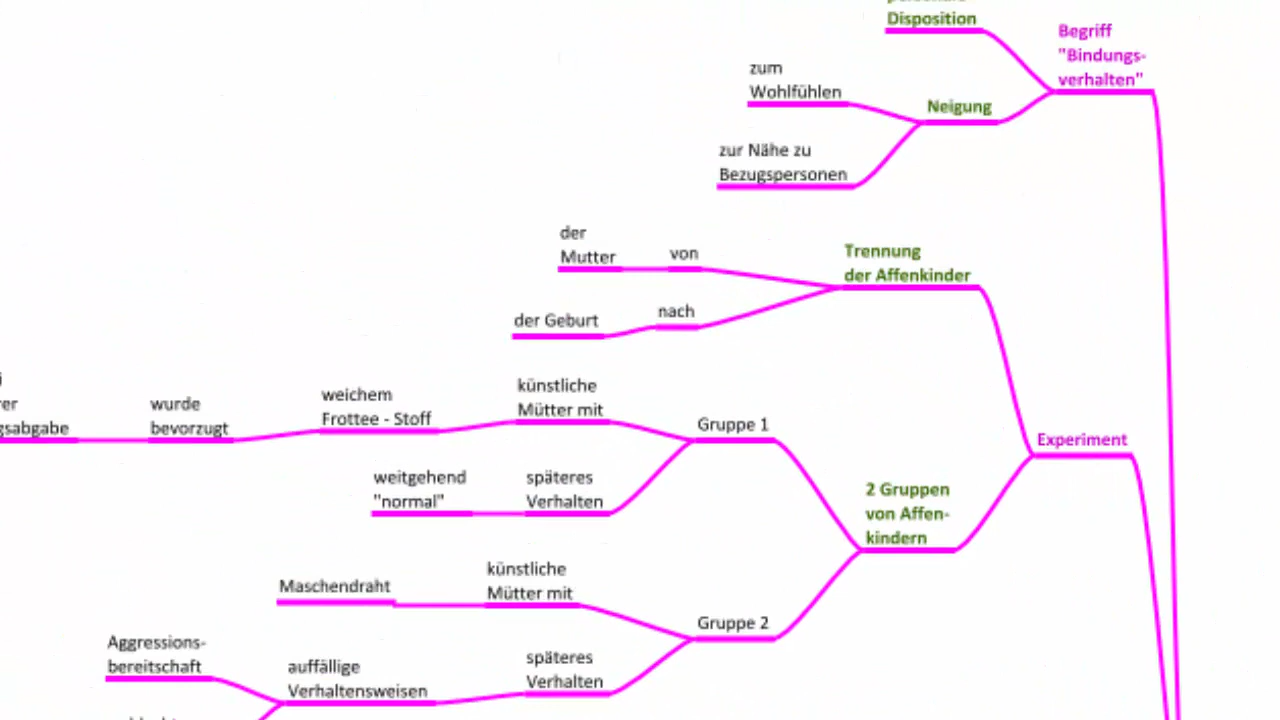 Disposition
Begriff
"Bindungs-
verhalten"
zum
Wohlfühlen
Neigung
zur Nähe zu
Bezugspersonen
der
Mutter
von
Trennung
der Affenkinder
nach
der Geburt
künstliche
Mütter mit
weichem
Frottee - Stoff
wurde
bevorzugt
Gruppe 1
Experiment
weitgehend
"normal"
späteres
Verhalten
2 Gruppen
von Affen-
kindern
künstliche
Mütter mit
Maschendraht
Gruppe 2
Aggressions-
bereitschaft
auffällige
Verhaltensweisen
späteres
Verhalten